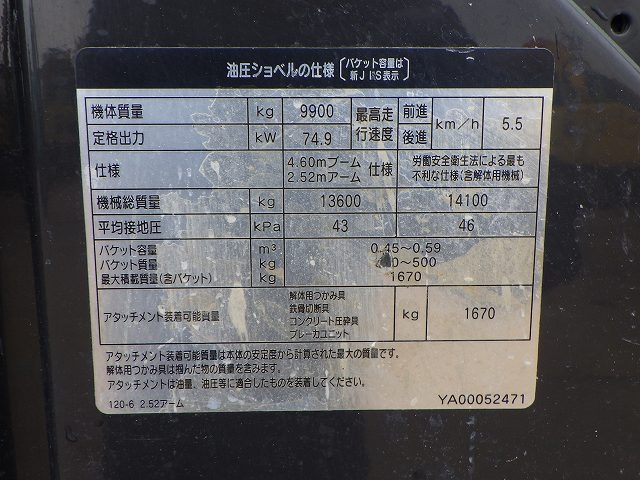 油圧ショベルの仕様 〔バケット容量は 新JIS表示〕
機体質量 kg 9900 最高走行速度 前進 後進 km/h 5.5
定格出力 kW 74.9
仕様 4.60mブーム 2.52mアーム 仕様 労働安全衛生法による最も不利な仕様(含解体用機械)
機械総質量 kg 13600 14100
平均接地圧 kPa 43 46
バケット容量 m³ 0.45～0.59
バケット質量 kg 0～500
最大積載質量(含バケット) kg 1670
アタッチメント装着可能質量 解体用つかみ具 鉄骨切断具 コンクリート圧砕具 ブレーカユニット kg 1670
アタッチメント装着可能質量は本体の安定度から計算された最大の質量です。
解体用つかみ具は掴んだ物の質量を含みます。
アタッチメントは油量、油圧等に適合したものを装着してください。
120-6 2.52アーム YA00052471